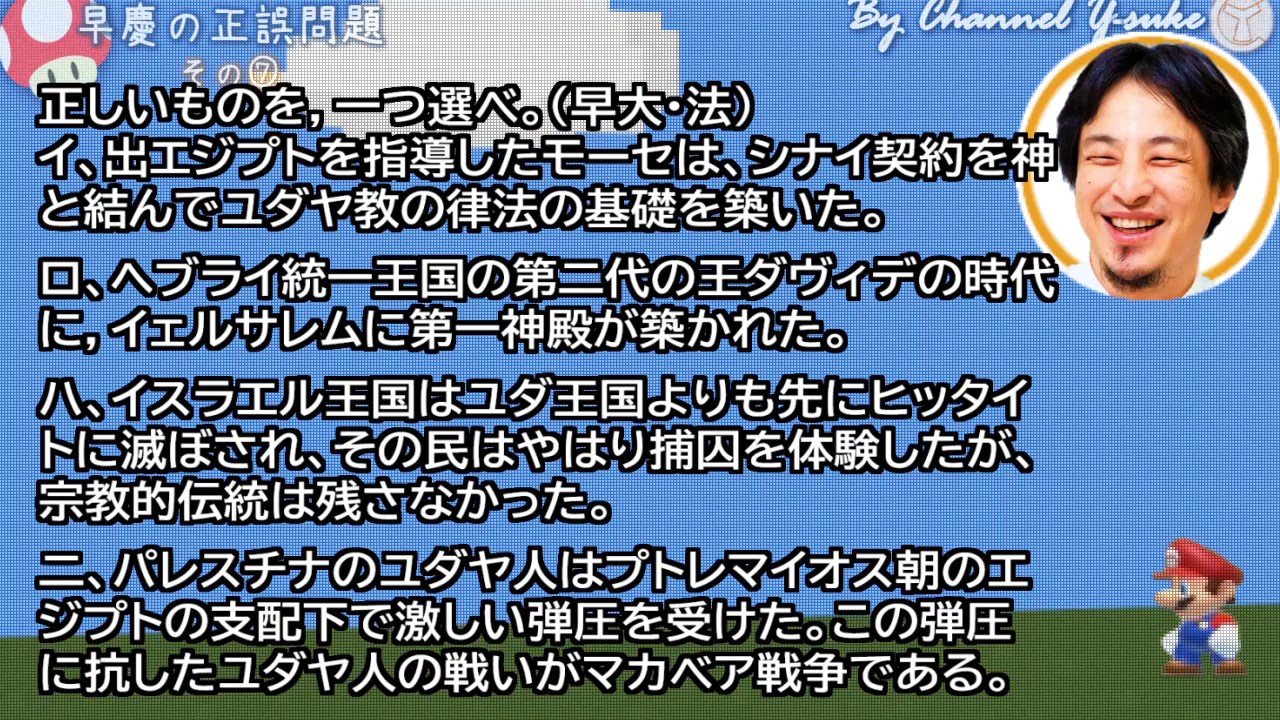 早慶の正誤問題
その⑦
By Channel Y-suke
正しいものを，一つ選べ。（早大・法）
イ、出エジプトを指導したモーセは、シナイ契約を神
と結んでユダヤ教の律法の基礎を築いた。
ロ、ヘブライ統一王国の第二代の王ダヴィデの時代
に，イェルサレムに第一神殿が築かれた。
ハ、イスラエル王国はユダ王国よりも先にヒッタイ
トに滅ぼされ、その民はやはり捕囚を体験したが、
宗教的伝統は残さなかった。
ニ、パレスチナのユダヤ人はプトレマイオス朝のエ
ジプトの支配下で激しい弾圧を受けた。この弾圧
に抗したユダヤ人の戦いがマカベア戦争である。